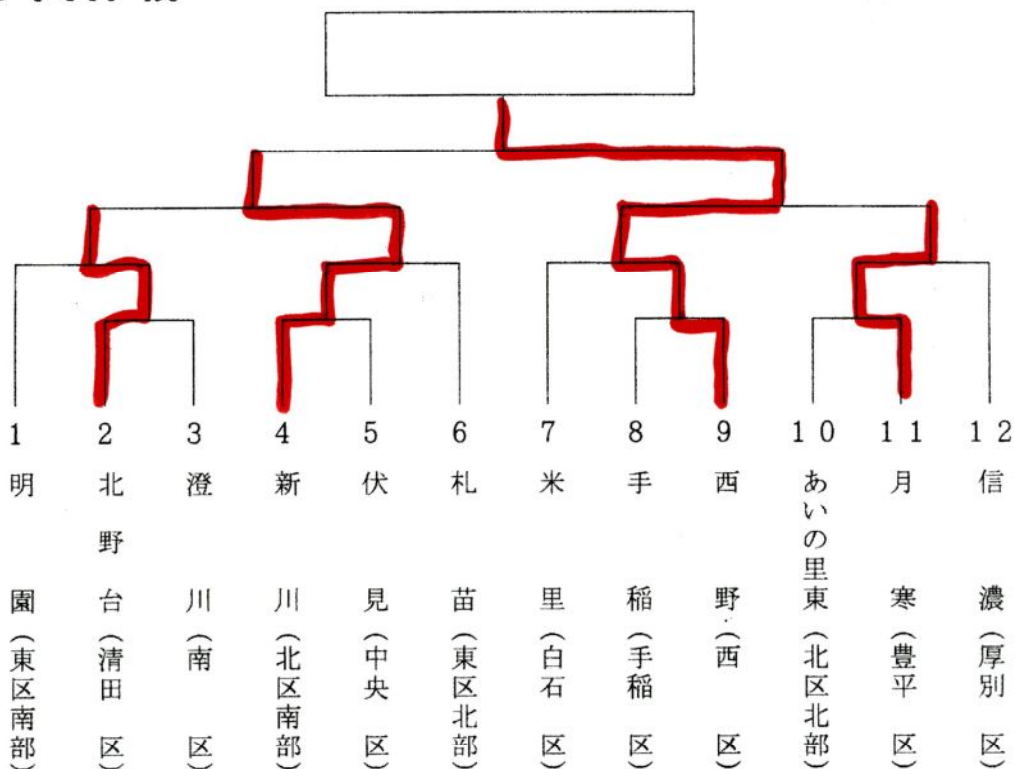 1 明園（東区南部）
2 北野台（清田区）
3 澄川（南区）
4 新川（北区南部）
5 伏見（中央区）
6 札苗（東区北部）
7 米里（白石区）
8 手稲（手稲区）
9 西野（西区）
10 あいの里東（北区北部）
11 月寒（豊平区）
12 信濃（厚別区）